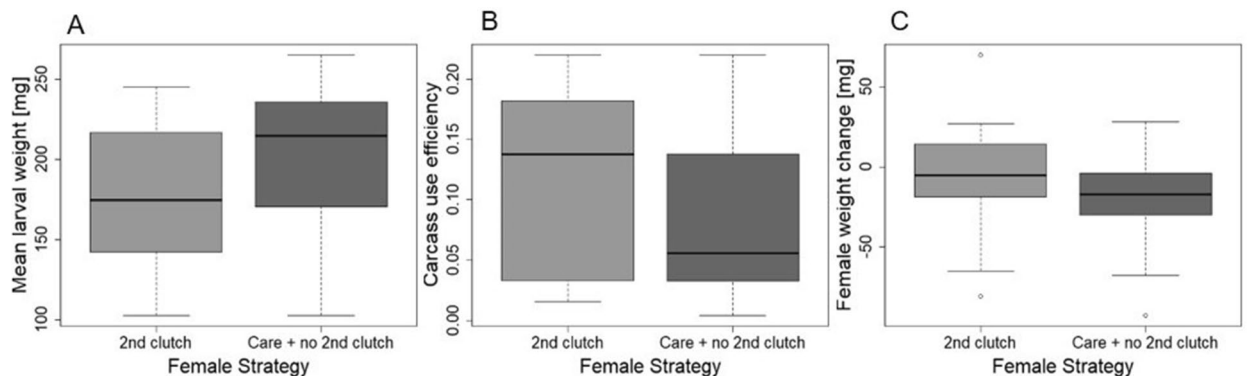 A
Mean larval weight [mg]
250
200
150
100
2nd clutch
Care + no 2nd clutch
Female Strategy
B
Carcass use efficiency
0.20
0.15
0.10
0.05
0.00
2nd clutch
Care + no 2nd clutch
Female Strategy
C
Female weight change [mg]
50
0
-50
2nd clutch
Care + no 2nd clutch
Female Strategy